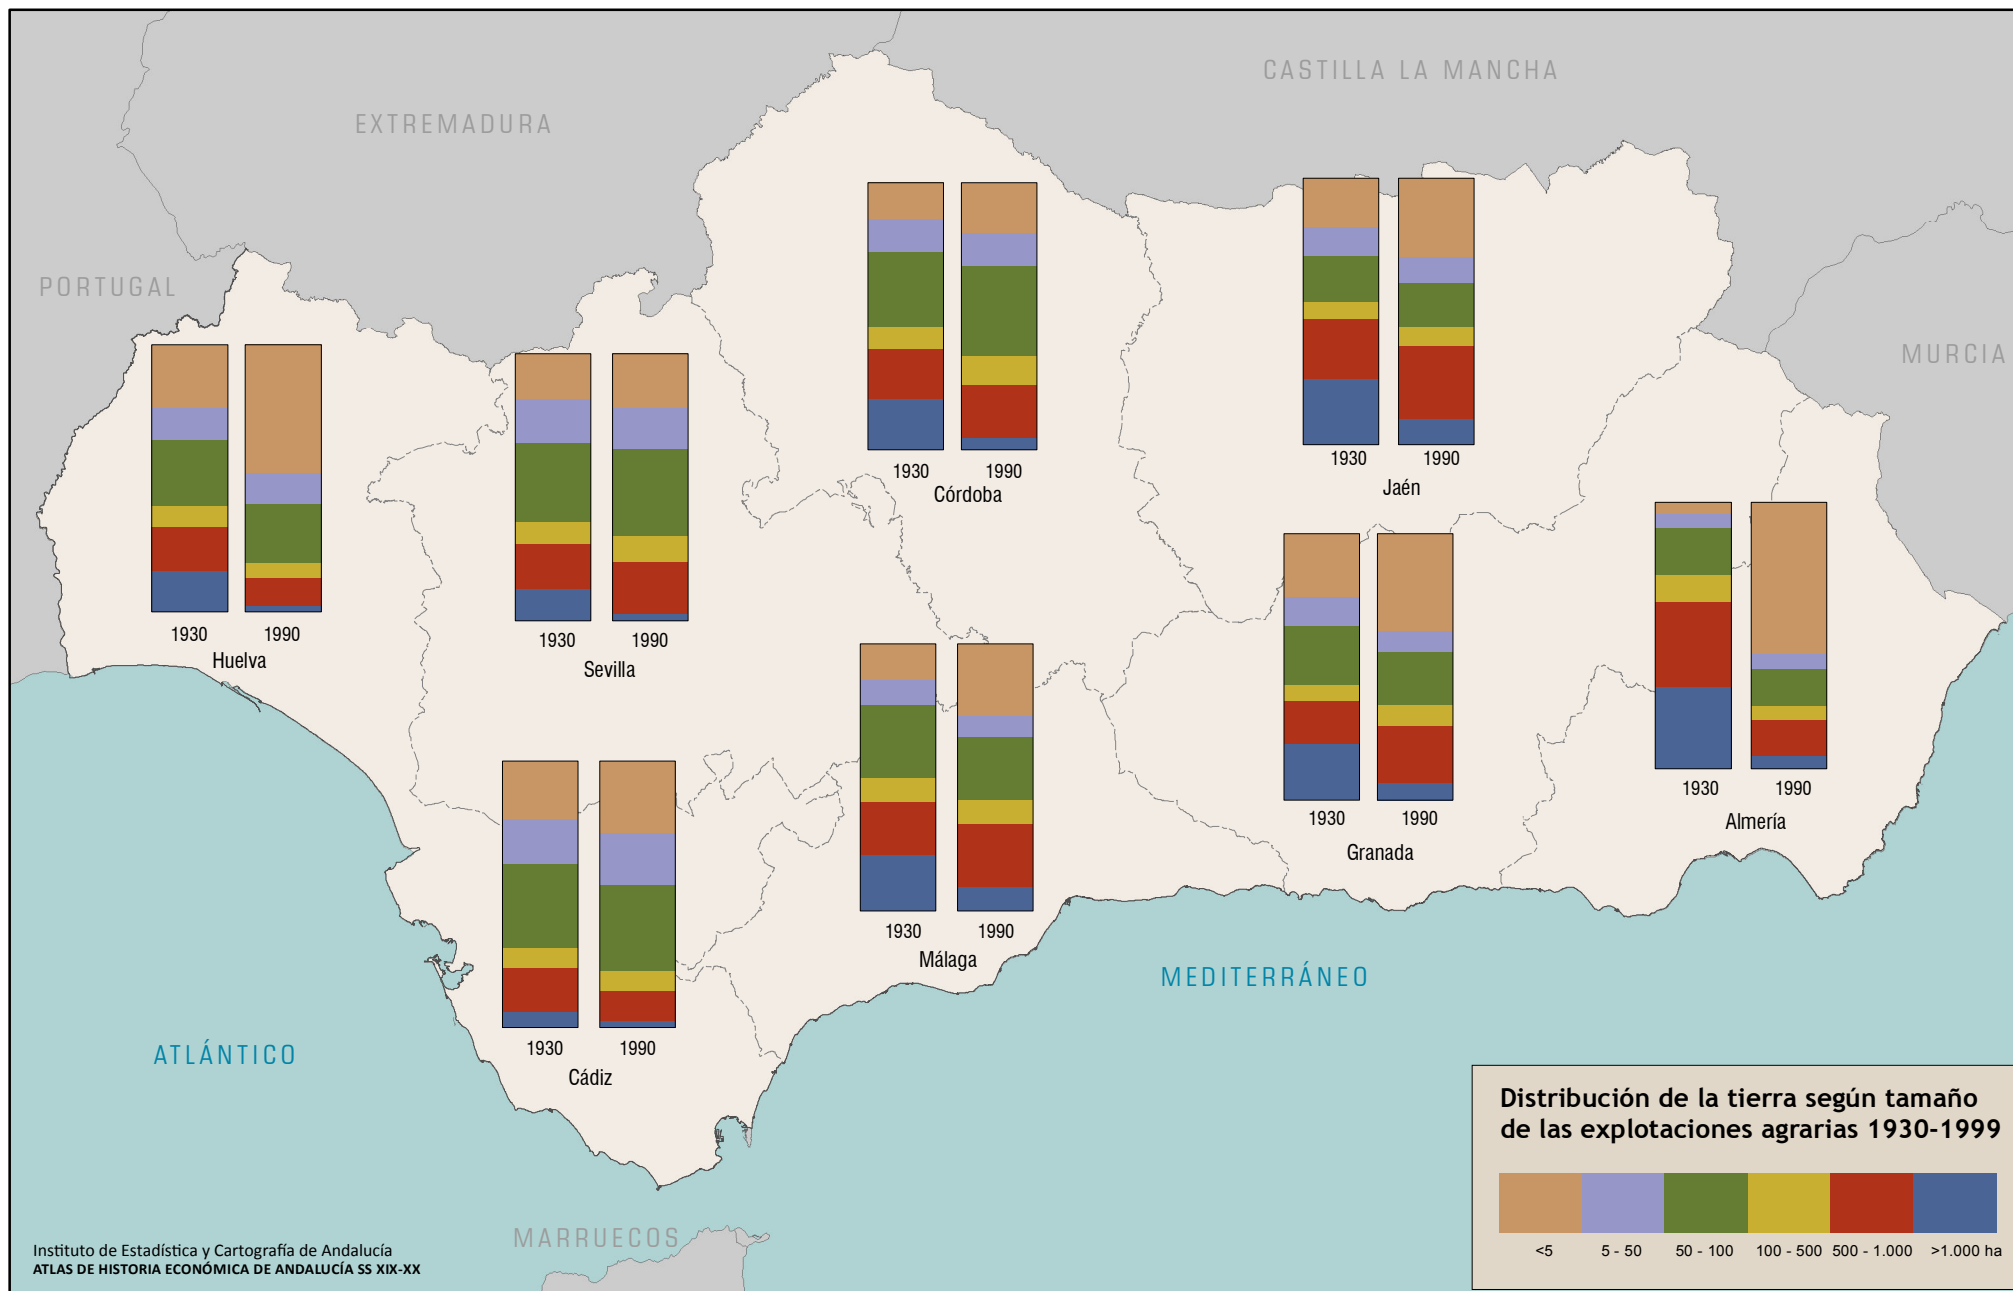 CASTILLA LA MANCHA
EXTREMADURA
PORTUGAL
MURCIA
1930
1990
Córdoba
1930
1990
Jaén
1930
1990
Huelva
1930
1990
Sevilla
1930
1990
Almería
1930
1990
Granada
1930
1990
Málaga
1930
1990
Cádiz
MEDITERRÁNEO
ATLÁNTICO
MARRUECOS
Distribución de la tierra según tamaño
de las explotaciones agrarias 1930-1999
<5 5 - 50 50 - 100 100 - 500 500 - 1.000 >1.000 ha
Instituto de Estadística y Cartografía de Andalucía
ATLAS DE HISTORIA ECONÓMICA DE ANDALUCÍA SS XIX-XX